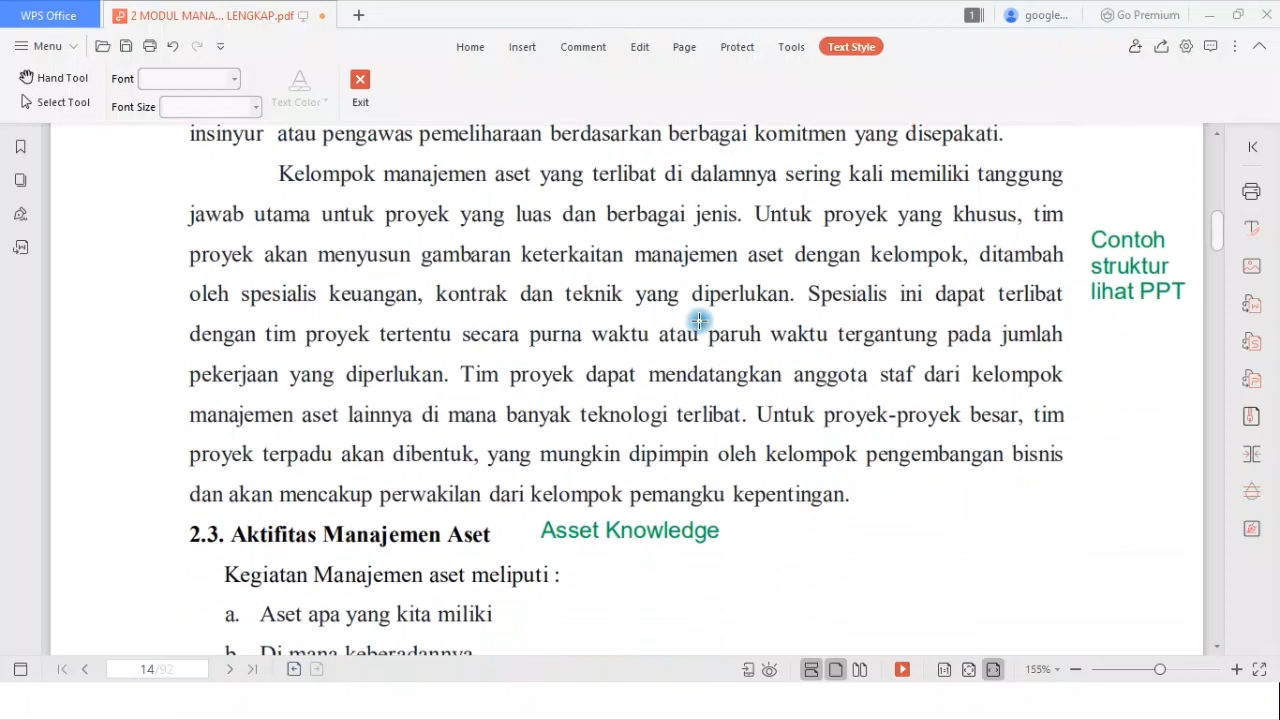 WPS Office
2 MODUL MANA... LENGKAP.pdf
1
google...
Go Premium
Menu
Home
Insert
Comment
Edit
Page
Protect
Tools
Text Style
Hand Tool
Select Tool
Font
Font Size
Text Color
Exit
insinyur atau pengawas pemeliharaan berdasarkan berbagai komitmen yang disepakati.
Kelompok manajemen aset yang terlibat di dalamnya sering kali memiliki tanggung
jawab utama untuk proyek yang luas dan berbagai jenis. Untuk proyek yang khusus, tim
proyek akan menyusun gambaran keterkaitan manajemen aset dengan kelompok, ditambah
oleh spesialis keuangan, kontrak dan teknik yang diperlukan. Spesialis ini dapat terlibat
dengan tim proyek tertentu secara purna waktu atau paruh waktu tergantung pada jumlah
pekerjaan yang diperlukan. Tim proyek dapat mendatangkan anggota staf dari kelompok
manajemen aset lainnya di mana banyak teknologi terlibat. Untuk proyek-proyek besar, tim
proyek terpadu akan dibentuk, yang mungkin dipimpin oleh kelompok pengembangan bisnis
dan akan mencakup perwakilan dari kelompok pemangku kepentingan.
Contoh
struktur
lihat PPT
2.3. Aktifitas Manajemen Aset
Asset Knowledge
Kegiatan Manajemen aset meliputi :
a. Aset apa yang kita miliki
b. Di mana keberadannya
14/92
155%